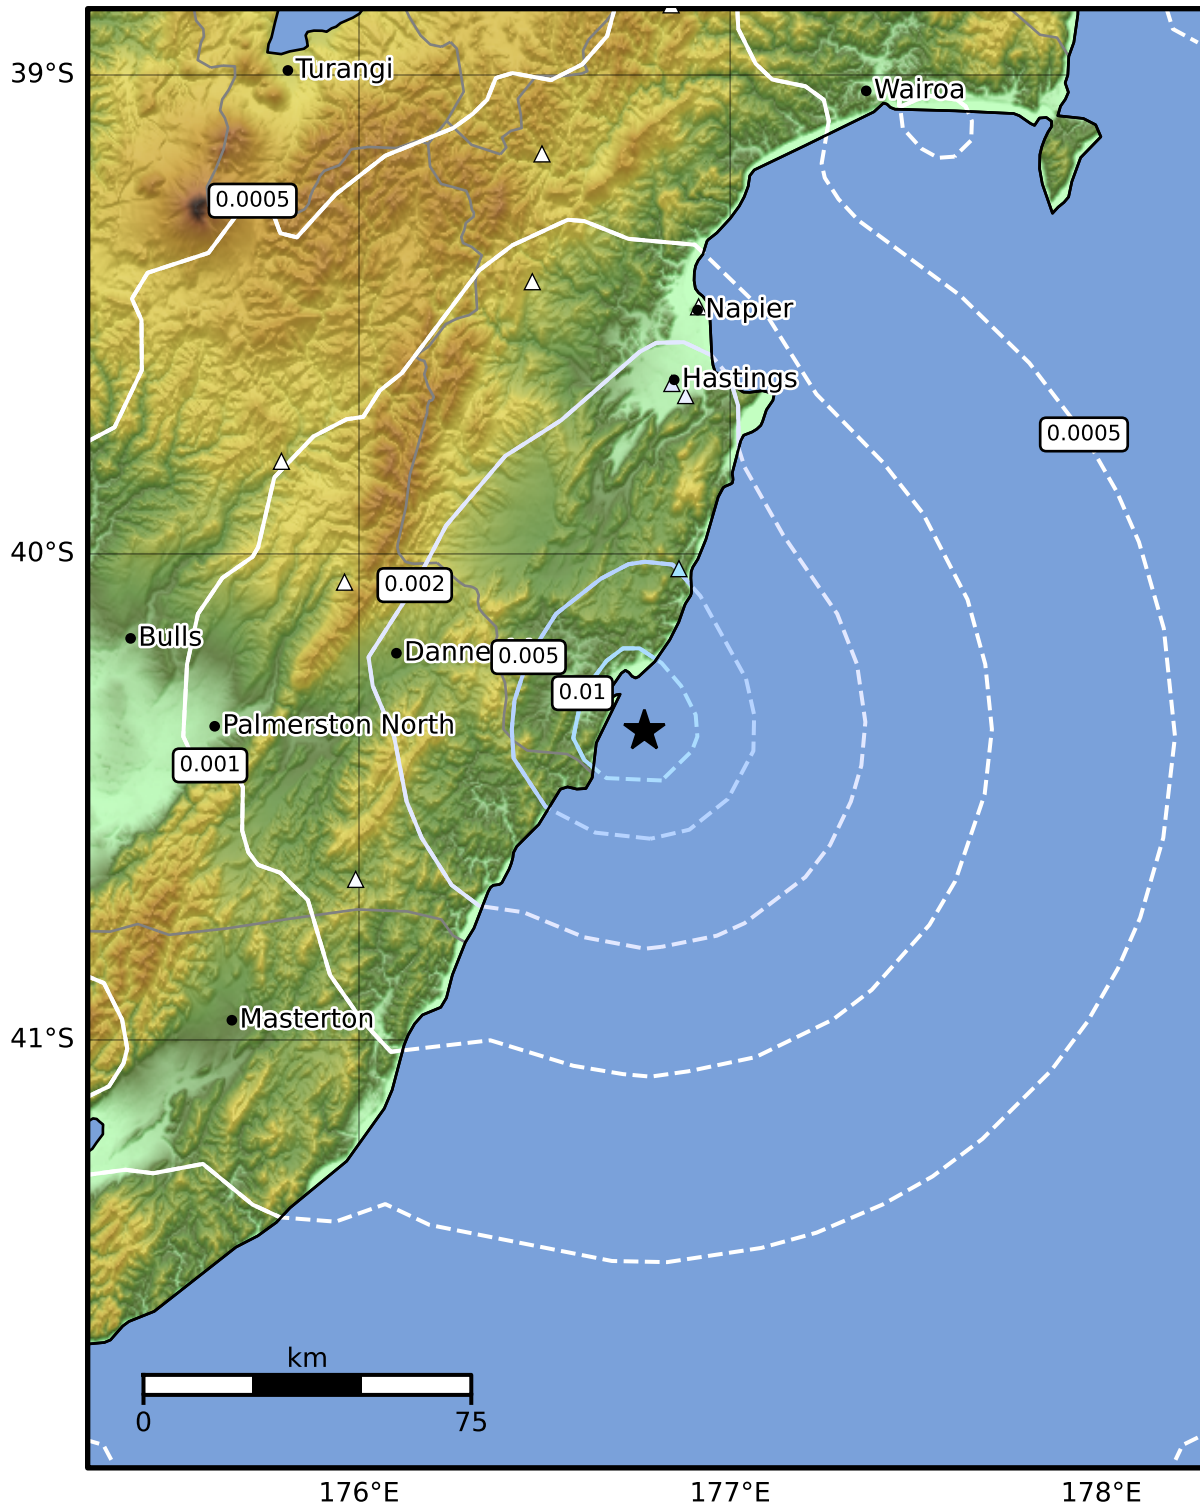 39°S
Turangi
Wairoa
0.0005
Napier
Hastings
0.0005
40°S
0.002
Bulls
Danne
0.005
0.01
Palmerston North
0.001
Masterton
41°S
km
0 75
176°E 177°E 178°E